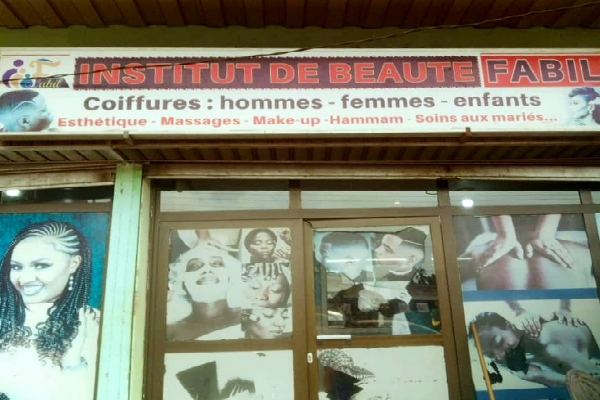 INSTITUT DE BEAUTE FABIL
Coiffures : hommes - femmes - enfants
Esthétique - Massages - Make-up -Hammam - Soins aux mariés...